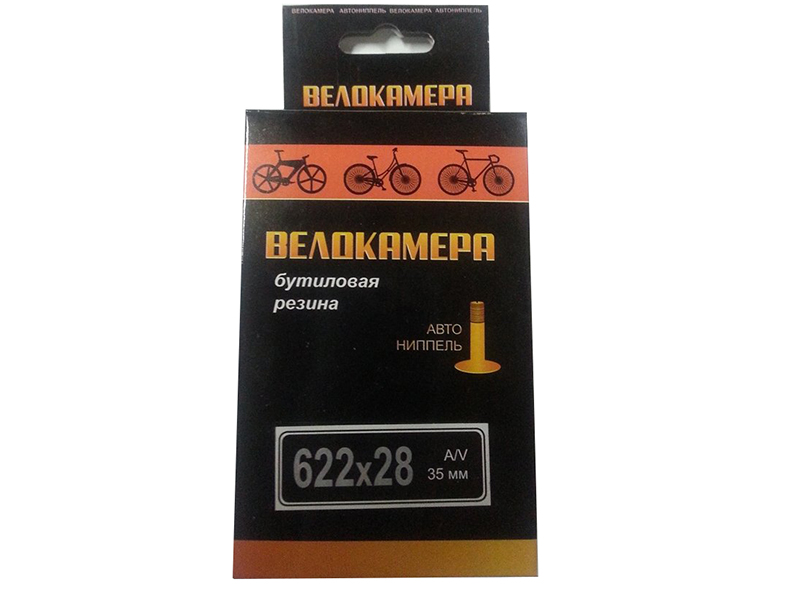 ВЕЛОКАМЕРА АВТОНИППЕЛЬ ВЕЛОКАМЕРА АВТОНИППЕЛЬ
ВЕЛОКАМЕРА
ВЕЛОКАМЕРА
бутиловая
резина
АВТО
НИППЕЛЬ
622x28
A/V
35 мм